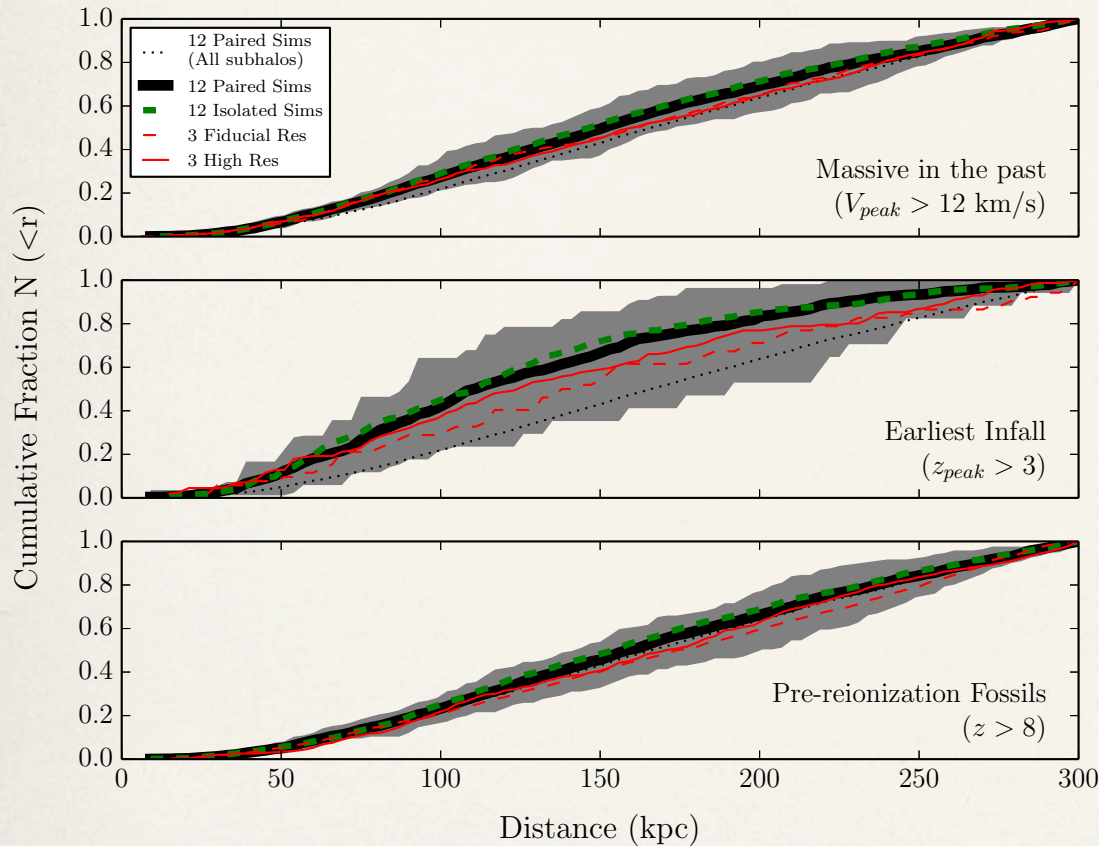 Cumulative Fraction N (<r)
1.0
0.8
0.6
0.4
0.2
0.0
12 Paired Sims
(All subhalos)
12 Paired Sims
12 Isolated Sims
3 Fiducial Res
3 High Res
Massive in the past
(V_{peak} > 12 km/s)
1.0
0.8
0.6
0.4
0.2
0.0
Earliest Infall
(z_{peak} > 3)
1.0
0.8
0.6
0.4
0.2
0.0
Pre-reionization Fossils
(z > 8)
0 50 100 150 200 250 300
Distance (kpc)